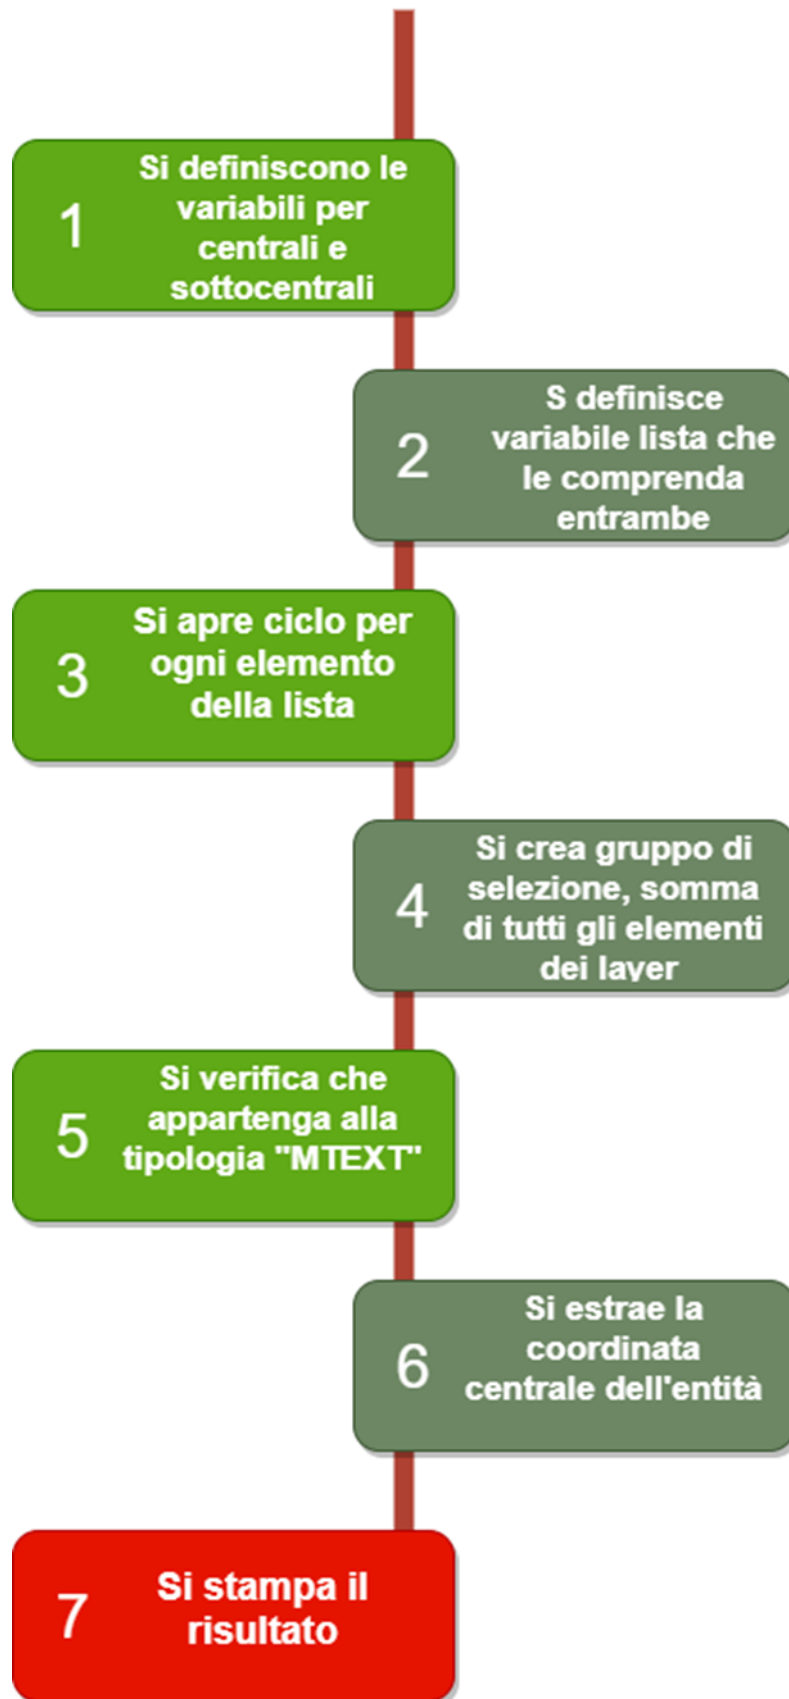 1
Si definiscono le
variabili per
centrali e
sottocentrali
2
S definisce
variabile lista che
le comprenda
entrambe
3
Si apre ciclo per
ogni elemento
della lista
4
Si crea gruppo di
selezione, somma
di tutti gli elementi
dei layer
5
Si verifica che
appartenga alla
tipologia "MTEXT"
6
Si estrae la
coordinata
centrale dell'entità
7
Si stampa il
risultato